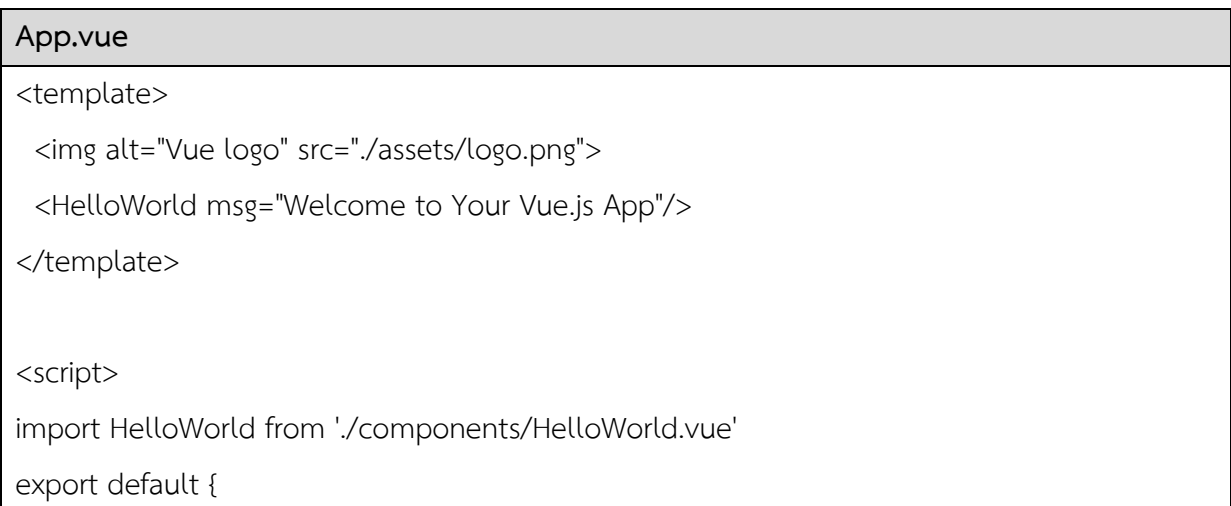 App.vue
<template>
<img alt="Vue logo" src="./assets/logo.png">
<HelloWorld msg="Welcome to Your Vue.js App"/>
</template>
<script>
import HelloWorld from './components/HelloWorld.vue'
export default {